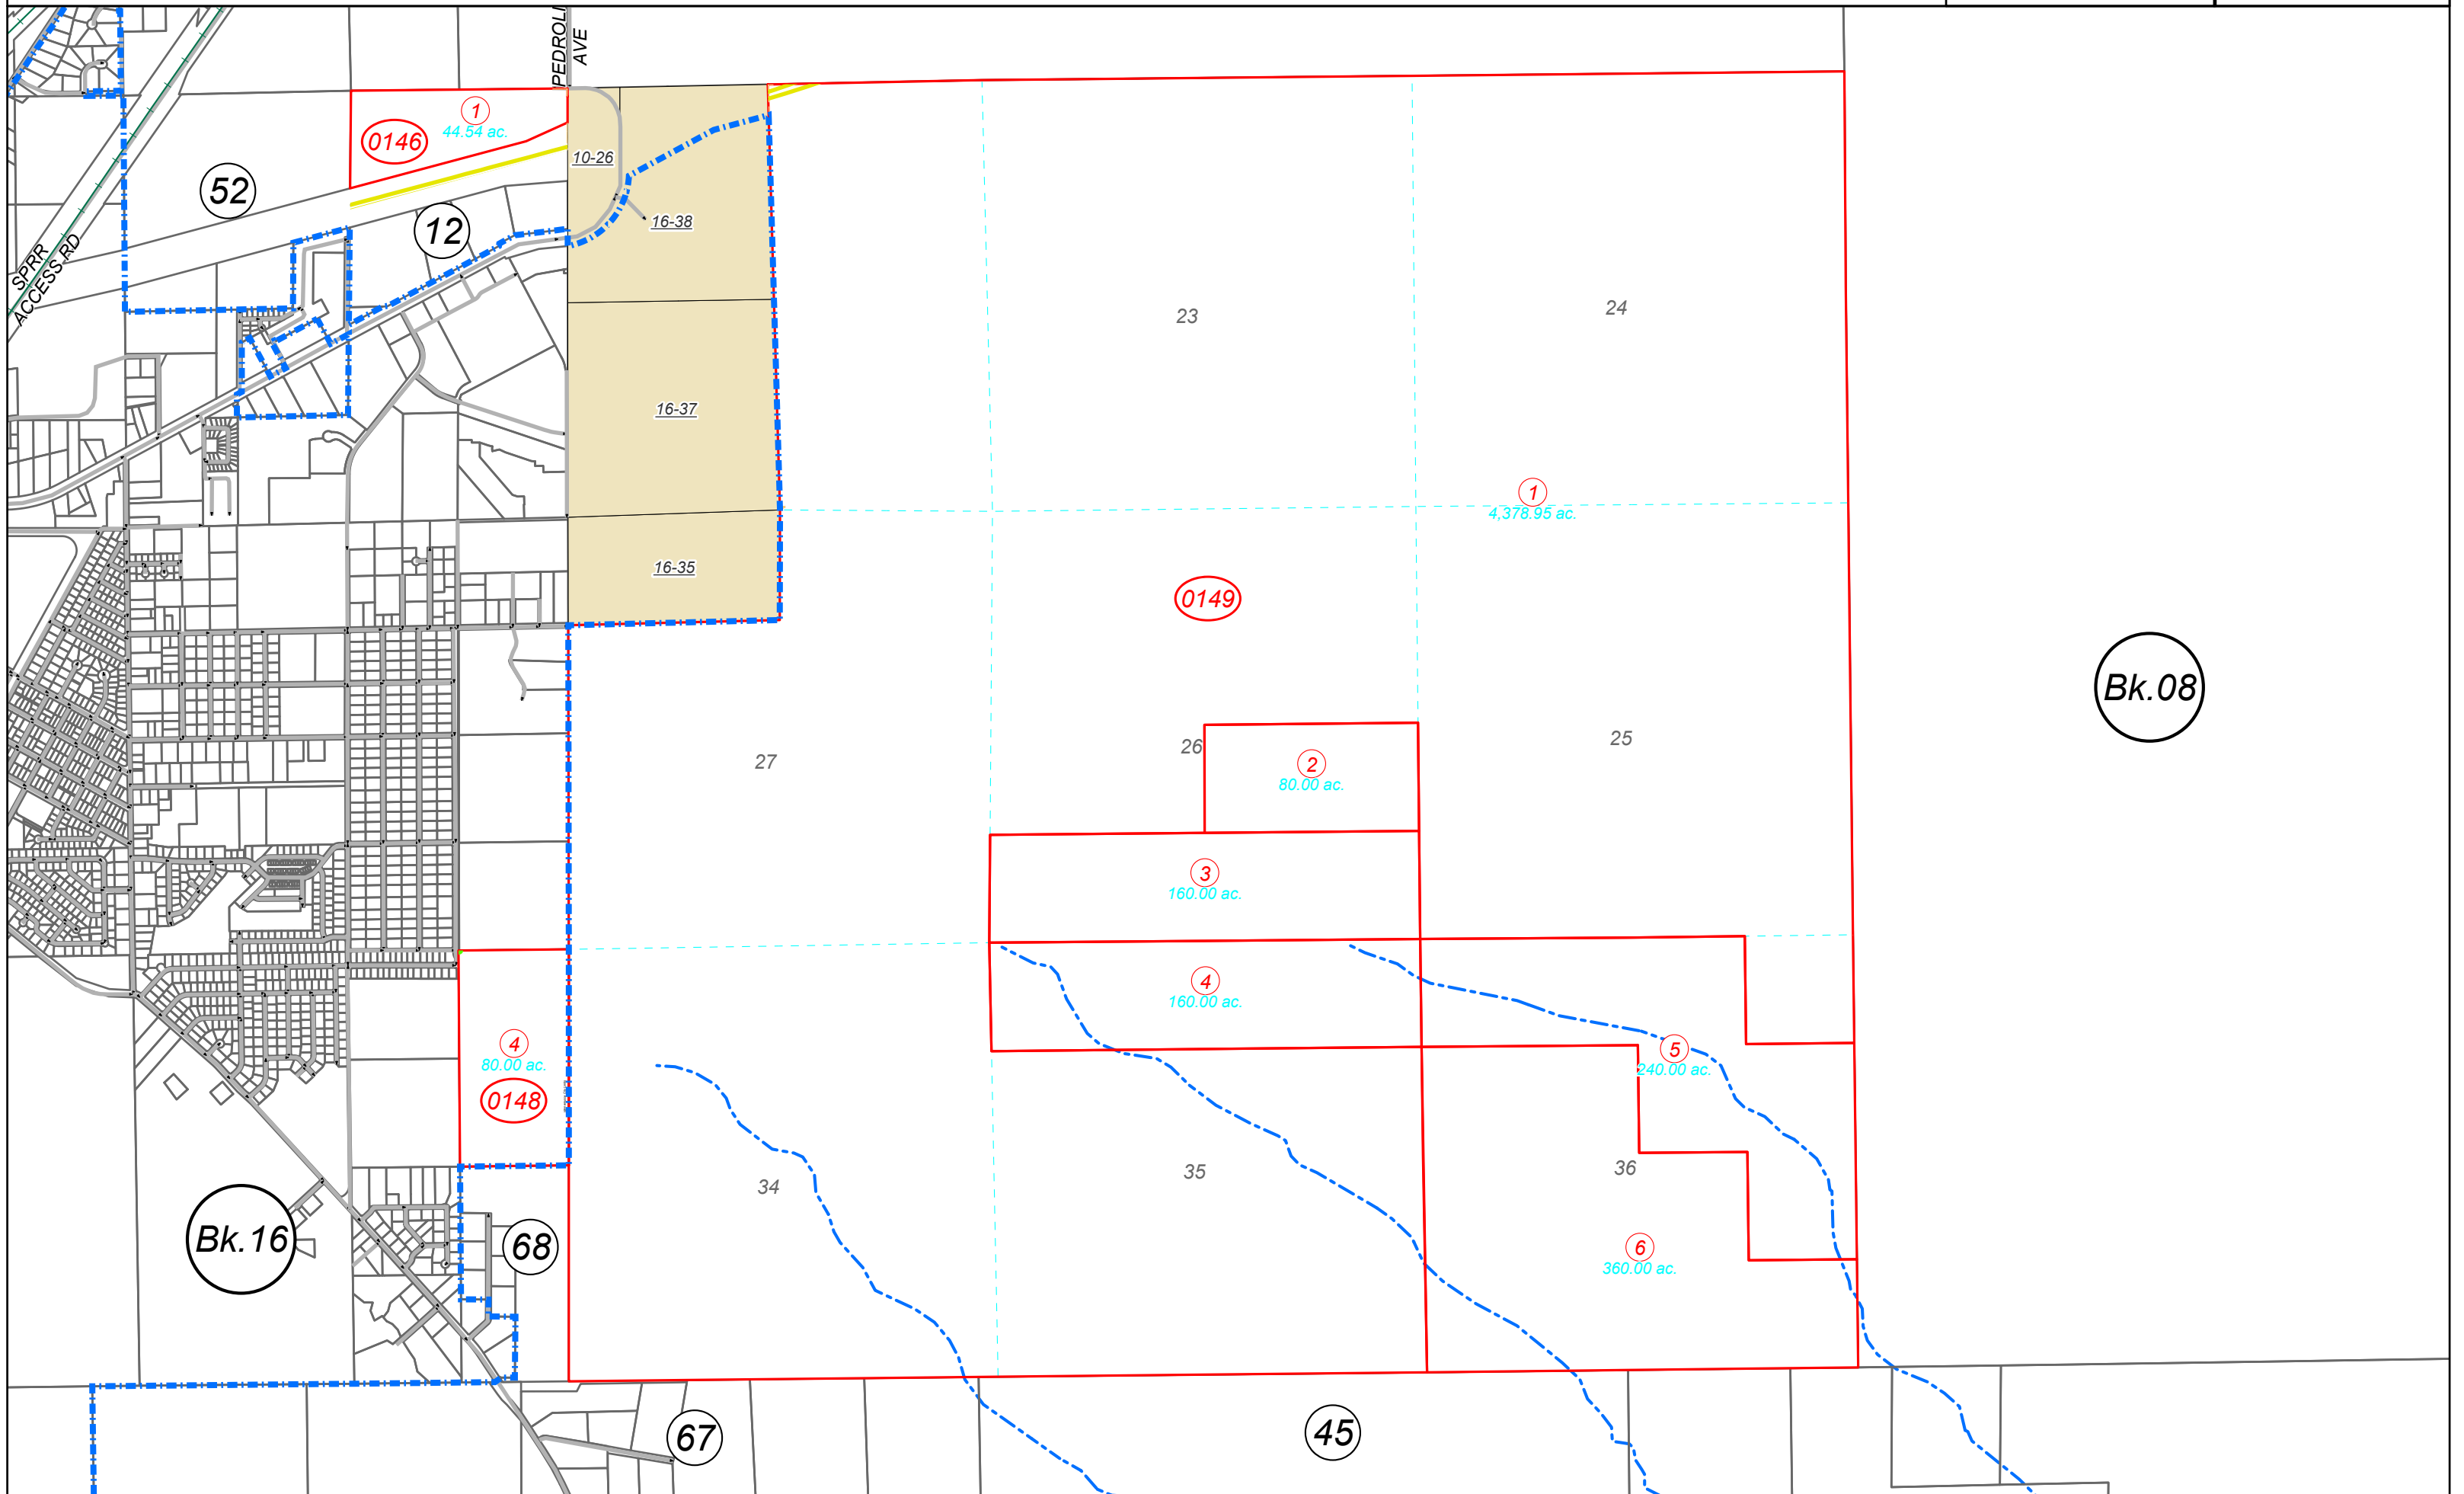 PEDROLI
AVE
1
44.54 ac.
0146
10-26
52
12
16-38
SPRR
ACCESS RD
23
24
16-37
1
4,378.95 ac.
16-35
0149
Bk.08
27
26
25
2
80.00 ac.
3
160.00 ac.
4
160.00 ac.
4
80.00 ac.
0148
5
240.00 ac.
34
35
36
Bk.16
68
6
360.00 ac.
67
45